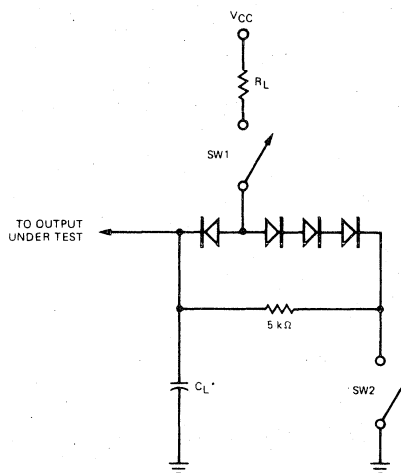 VCC
RL
SW1
TO OUTPUT
UNDER TEST
5 kΩ
CL*
SW2